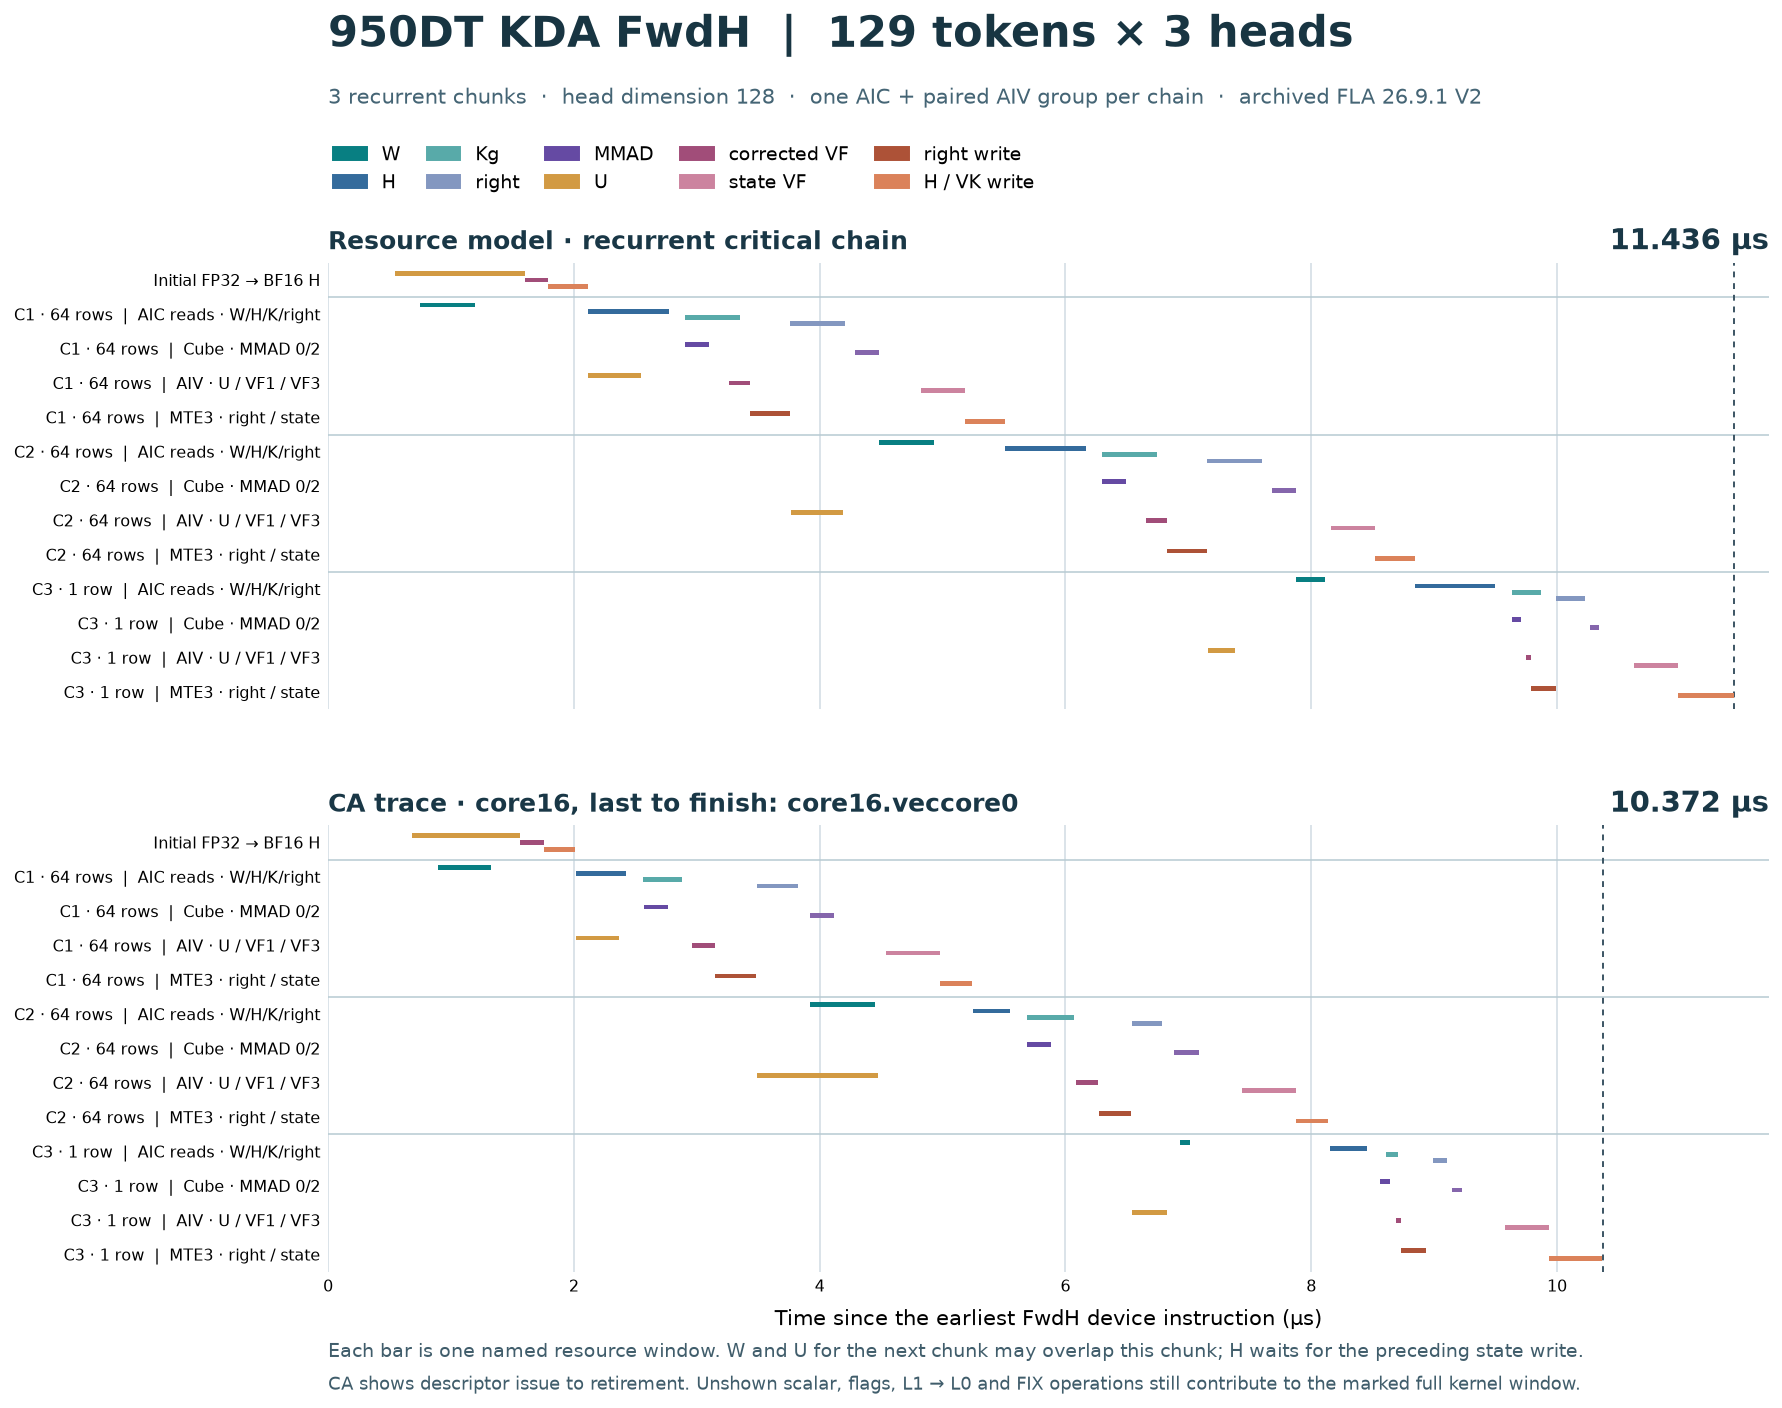 950DT KDA FwdH | 129 tokens × 3 heads
3 recurrent chunks · head dimension 128 · one AIC + paired AIV group per chain · archived FLA 26.9.1 V2
W Kg MMAD corrected VF right write
H right U state VF H / VK write
Resource model · recurrent critical chain 11.436 µs
Initial FP32 → BF16 H
C1 · 64 rows | AIC reads · W/H/K/right
C1 · 64 rows | Cube · MMAD 0/2
C1 · 64 rows | AIV · U / VF1 / VF3
C1 · 64 rows | MTE3 · right / state
C2 · 64 rows | AIC reads · W/H/K/right
C2 · 64 rows | Cube · MMAD 0/2
C2 · 64 rows | AIV · U / VF1 / VF3
C2 · 64 rows | MTE3 · right / state
C3 · 1 row | AIC reads · W/H/K/right
C3 · 1 row | Cube · MMAD 0/2
C3 · 1 row | AIV · U / VF1 / VF3
C3 · 1 row | MTE3 · right / state
CA trace · core16, last to finish: core16.veccore0 10.372 µs
Initial FP32 → BF16 H
C1 · 64 rows | AIC reads · W/H/K/right
C1 · 64 rows | Cube · MMAD 0/2
C1 · 64 rows | AIV · U / VF1 / VF3
C1 · 64 rows | MTE3 · right / state
C2 · 64 rows | AIC reads · W/H/K/right
C2 · 64 rows | Cube · MMAD 0/2
C2 · 64 rows | AIV · U / VF1 / VF3
C2 · 64 rows | MTE3 · right / state
C3 · 1 row | AIC reads · W/H/K/right
C3 · 1 row | Cube · MMAD 0/2
C3 · 1 row | AIV · U / VF1 / VF3
C3 · 1 row | MTE3 · right / state
0 2 4 6 8 10
Time since the earliest FwdH device instruction (µs)
Each bar is one named resource window. W and U for the next chunk may overlap this chunk; H waits for the preceding state write.
CA shows descriptor issue to retirement. Unshown scalar, flags, L1 → L0 and FIX operations still contribute to the marked full kernel window.